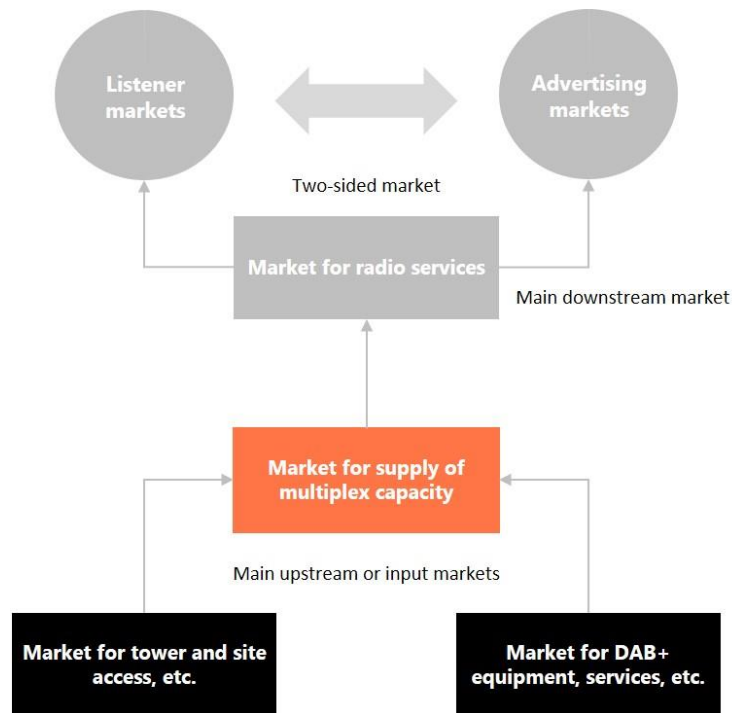 Listener
markets
Advertising
markets
Two-sided market
Market for radio services
Main downstream market
Market for supply of
multiplex capacity
Main upstream or input markets
Market for tower and site
access, etc.
Market for DAB+
equipment, services, etc.